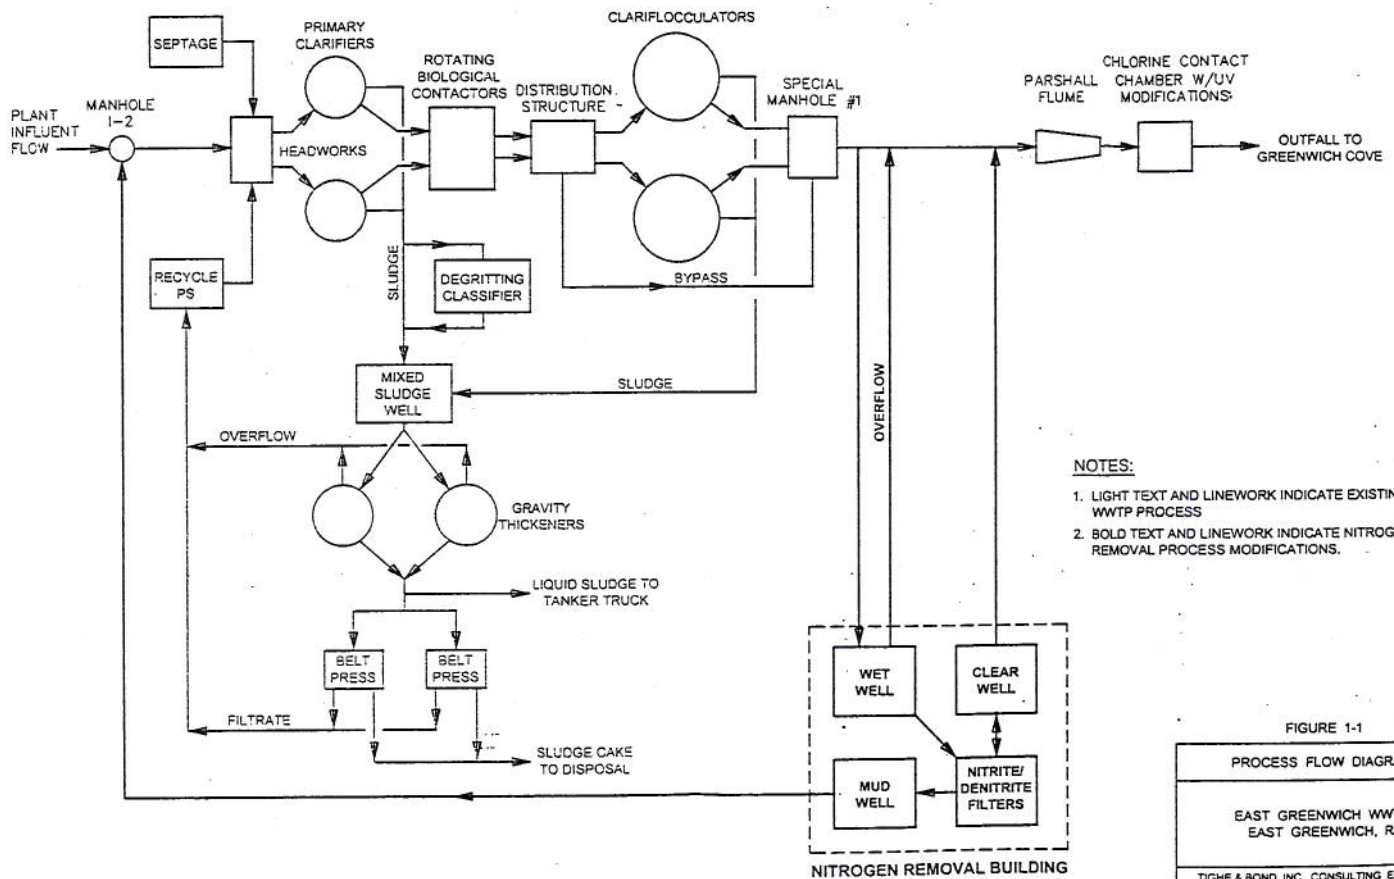 SEPTAGE
PRIMARY
CLARIFIERS
CLARIFLOCCULATORS
ROTATING
BIOLOGICAL
CONTACTORS
DISTRIBUTION
STRUCTURE
SPECIAL
MANHOLE #1
PARSHALL
FLUME
CHLORINE CONTACT
CHAMBER W/UV
MODIFICATIONS
PLANT
INFLUENT
FLOW
MANHOLE
1-2
HEADWORKS
OUTFALL TO
GREENWICH COVE
RECYCLE
PS
SLUDGE
DEGRITTING
CLASSIFIER
BYPASS
MIXED
SLUDGE
WELL
SLUDGE
OVERFLOW
OVERFLOW
GRAVITY
THICKENERS
NOTES:
1. LIGHT TEXT AND LINEWORK INDICATE EXISTIN
WWTP PROCESS
2. BOLD TEXT AND LINEWORK INDICATE NITROG
REMOVAL PROCESS MODIFICATIONS.
LIQUID SLUDGE TO
TANKER TRUCK
BELT
PRESS
BELT
PRESS
FILTRATE
SLUDGE CAKE
TO DISPOSAL
WET
WELL
CLEAR
WELL
MUD
WELL
NITRITE/
DENITRITE
FILTERS
NITROGEN REMOVAL BUILDING
FIGURE 1-1
PROCESS FLOW DIAGRA
EAST GREENWICH WW
EAST GREENWICH, R
TIGHE & BOND, INC. CONSULTING E